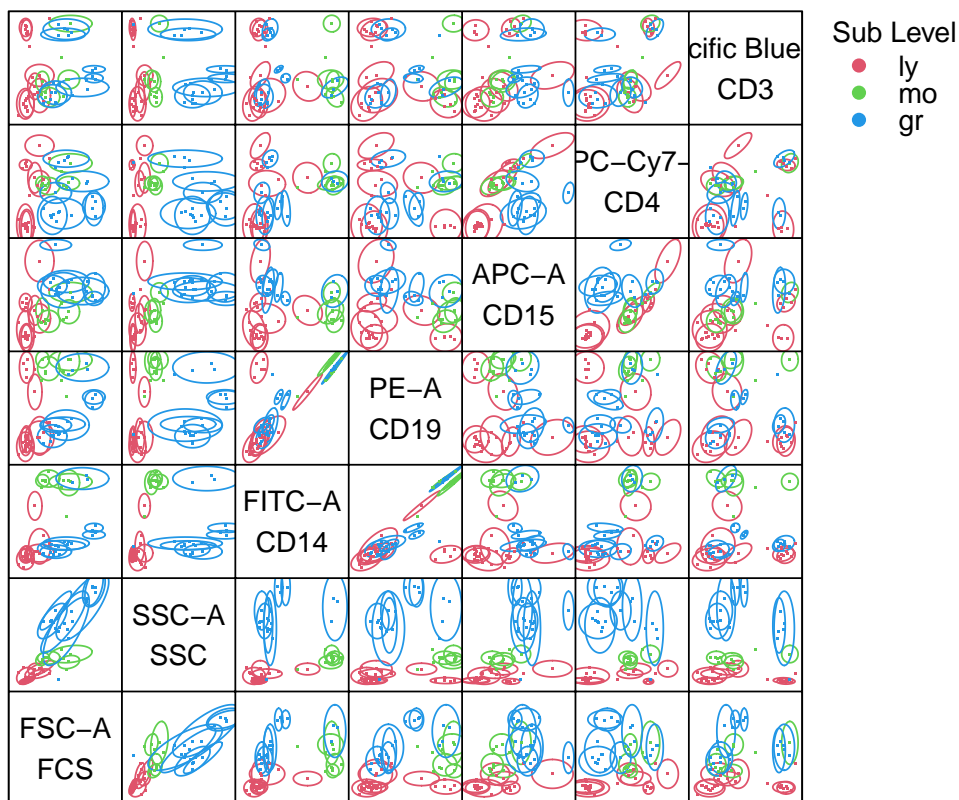 Sub Level
ly
mo
gr
cific Blue
CD3
PC−Cy7−
CD4
APC−A
CD15
PE−A
CD19
FITC−A
CD14
SSC−A
SSC
FSC−A
FCS